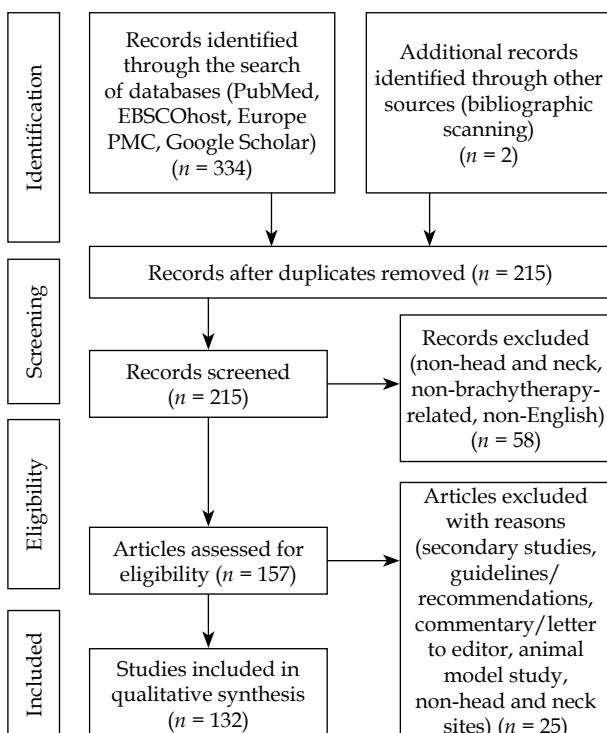 Identification
Records identified
through the search
of databases (PubMed,
EBSCOhost, Europe
PMC, Google Scholar)
(n = 334)
Additional records
identified through other
sources (bibliographic
scanning)
(n = 2)
Records after duplicates removed (n = 215)
Screening
Records screened
(n = 215)
Records excluded
(non-head and neck,
non-brachytherapy-
related, non-English)
(n = 58)
Eligibility
Articles assessed for
eligibility (n = 157)
Articles excluded
with reasons
(secondary studies,
guidelines/
recommendations,
commentary/letter
to editor, animal
model study,
non-head and neck
sites) (n = 25)
Included
Studies included in
qualitative synthesis
(n = 132)